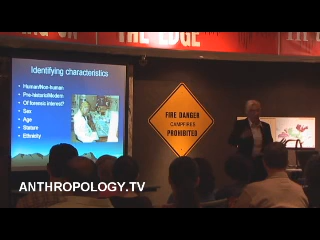 THE EDGE
Identifying characteristics
• Human/Non-human
• Pre-historic/Modern
• Of forensic interest?
• Sex
• Age
• Stature
• Ethnicity
FIRE DANGER
CAMPFIRES
PROHIBITED
ANTHROPOLOGY.TV